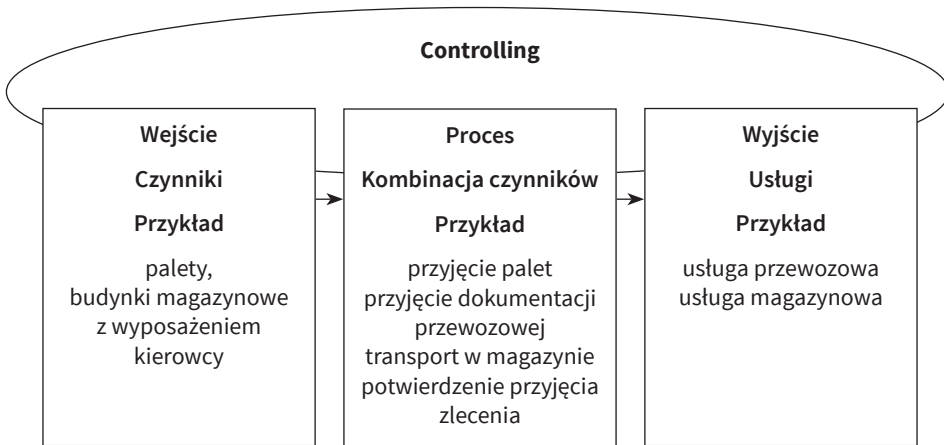 Controlling
Wejście
Czynniki
Przykład
palety,
budynki magazynowe
z wyposażeniem
kierowcy
Proces
Kombinacja czynników
Przykład
przyjęcie palet
przyjęcie dokumentacji
przewozowej
transport w magazynie
potwierdzenie przyjęcia
zlecenia
Wyjście
Usługi
Przykład
usługa przewozowa
usługa magazynowa